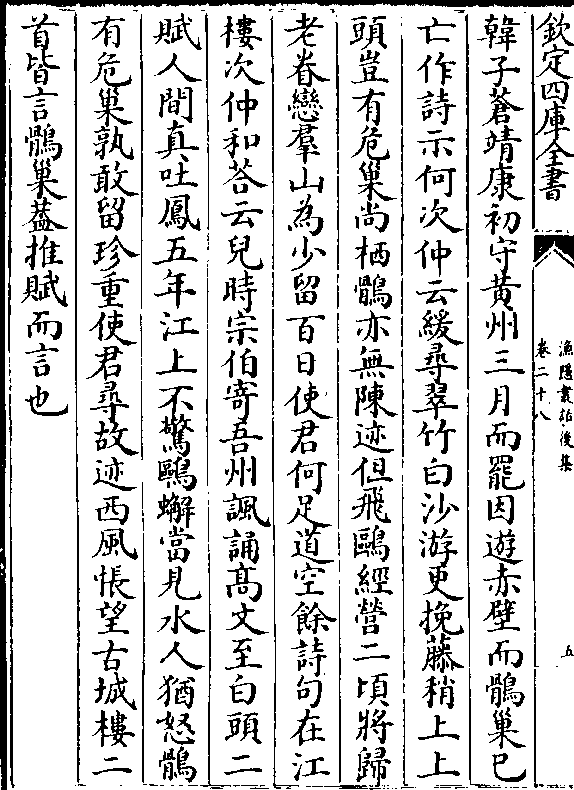 欽定四庫全書
漁隱叢話後集
卷二十八
五
韓子蒼靖康初守黄州三月而罷因遊赤壁而鶻巢已
亡作詩示何次仲云緩尋翠竹白沙游更挽藤稍上上
頭豈有危巢尚栖鶻亦無陳迹但飛鷗經營二頃將歸
老眷戀羣山為少留百日使君何足道空餘詩句在江
樓次仲和荅云兒時宗伯寄吾州諷誦髙文至白頭二
賦人間真吐鳳五年江上不驚鷗蠏當見水人猶怒鶻
有危巢孰敢留珍重使君尋故迹西風悵望古城樓二
首皆言鶻巢葢推賦而言也